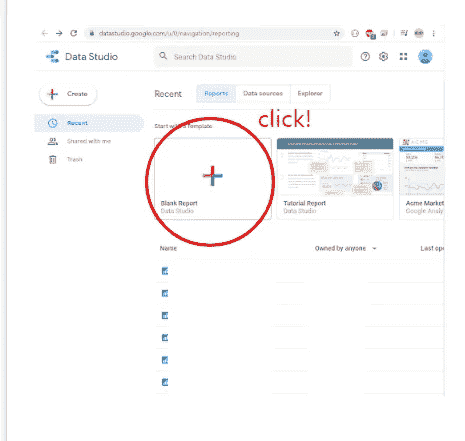 datastudio.google.com/u/0/navigation/reporting
Data Studio
Search Data Studio
Create
Recent
Reports
Data sources
Explorer
click!
Recent
Shared with me
Trash
Start with a Template
Blank Report
Data Studio
Tutorial Report
Data Studio
Acme Market
Google Analy
Name
Owned by anyone
Last ope